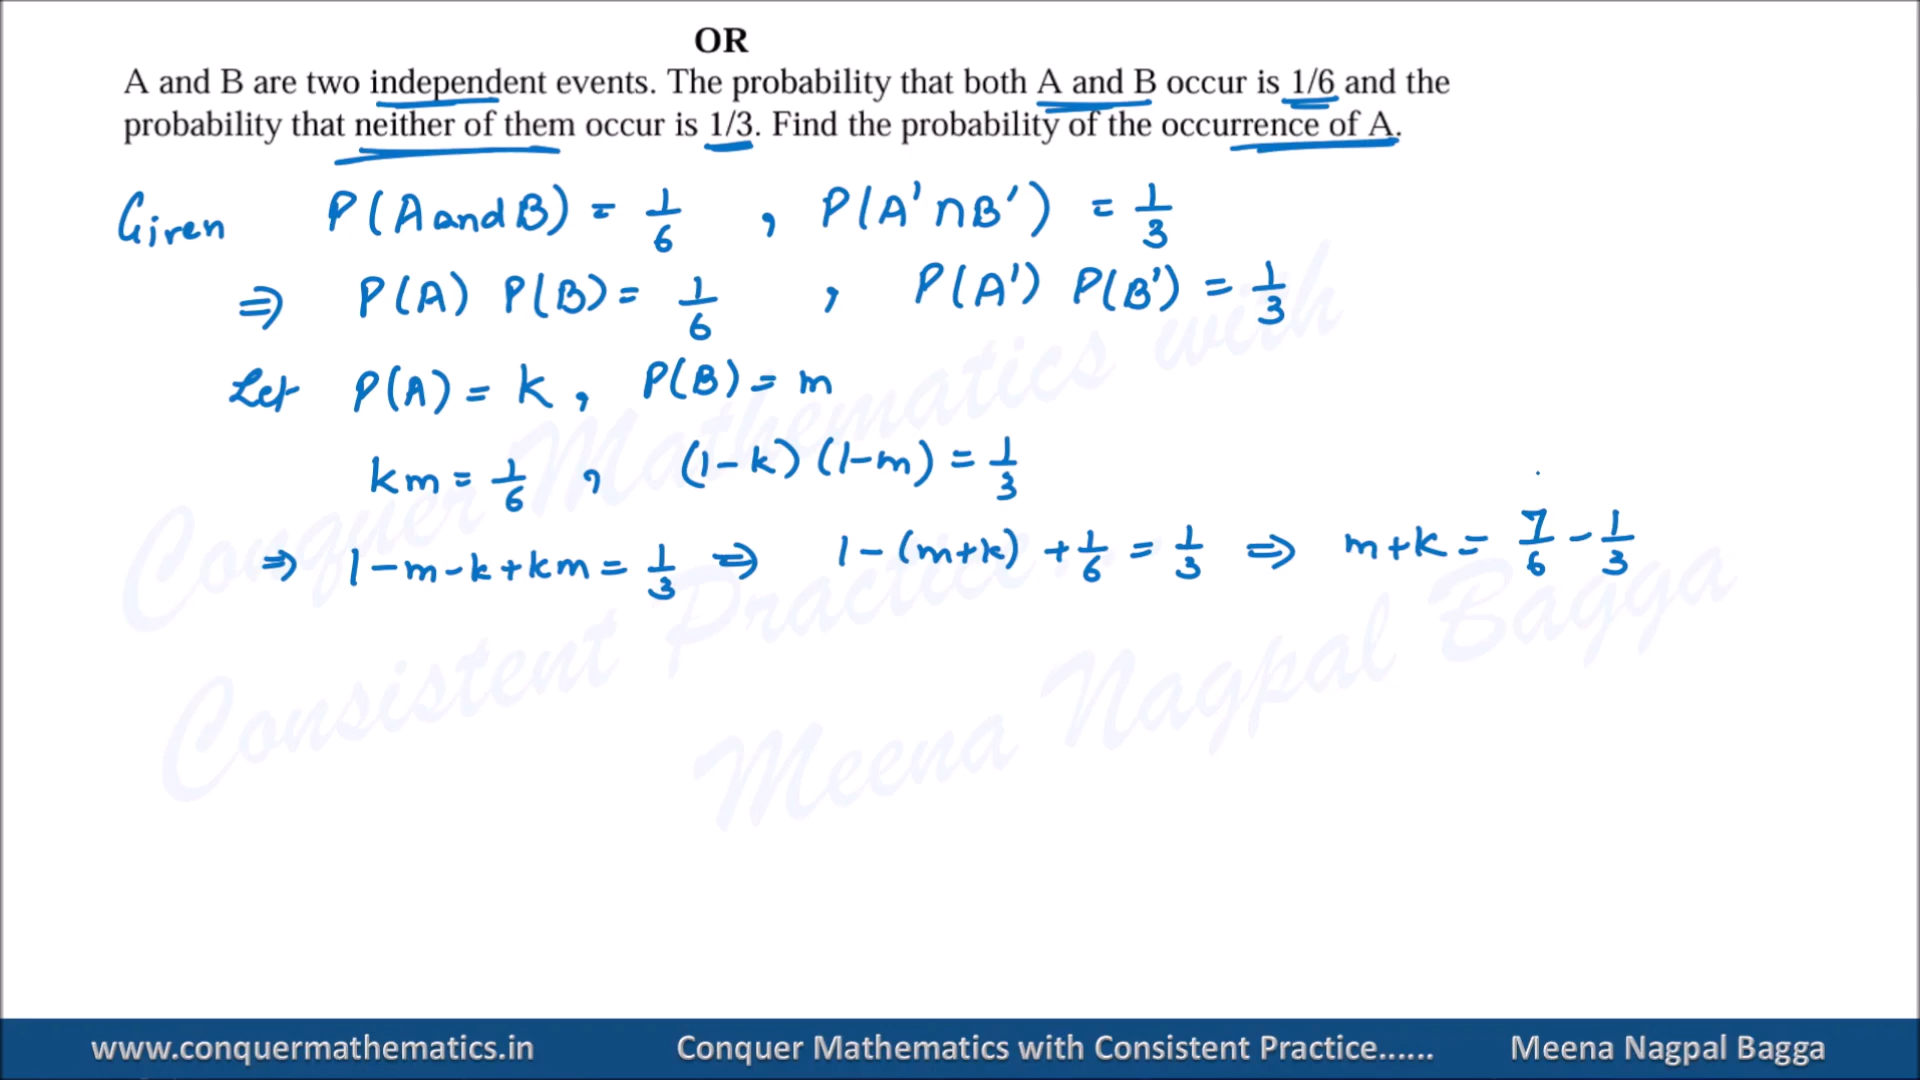 OR
A and B are two independent events. The probability that both A and B occur is 1/6 and the
probability that neither of them occur is 1/3. Find the probability of the occurrence of A.
Given P(A and B) = 1/6 , P(A' ∩ B') = 1/3
⇒ P(A) P(B) = 1/6 , P(A') P(B') = 1/3
Let P(A) = k , P(B) = m
km = 1/6 , (1-k) (1-m) = 1/3
⇒ 1-m-k+km = 1/3 ⇒ 1-(m+k) + 1/6 = 1/3 ⇒ m+k = 7/6 - 1/3
Conquer Mathematics with
Consistent Practice...
Meena Nagpal Bagga
www.conquermathematics.in Conquer Mathematics with Consistent Practice...... Meena Nagpal Bagga